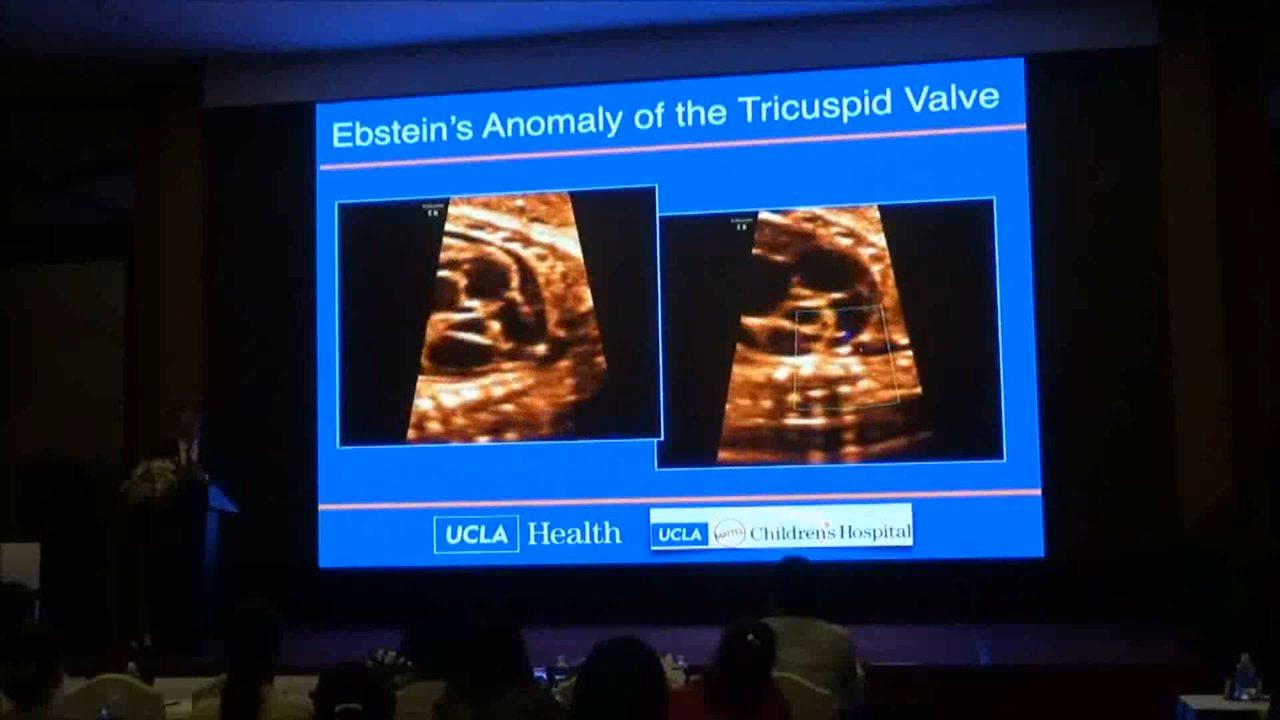 Ebstein's Anomaly of the Tricuspid Valve
UCLA Health
UCLA Children's Hospital